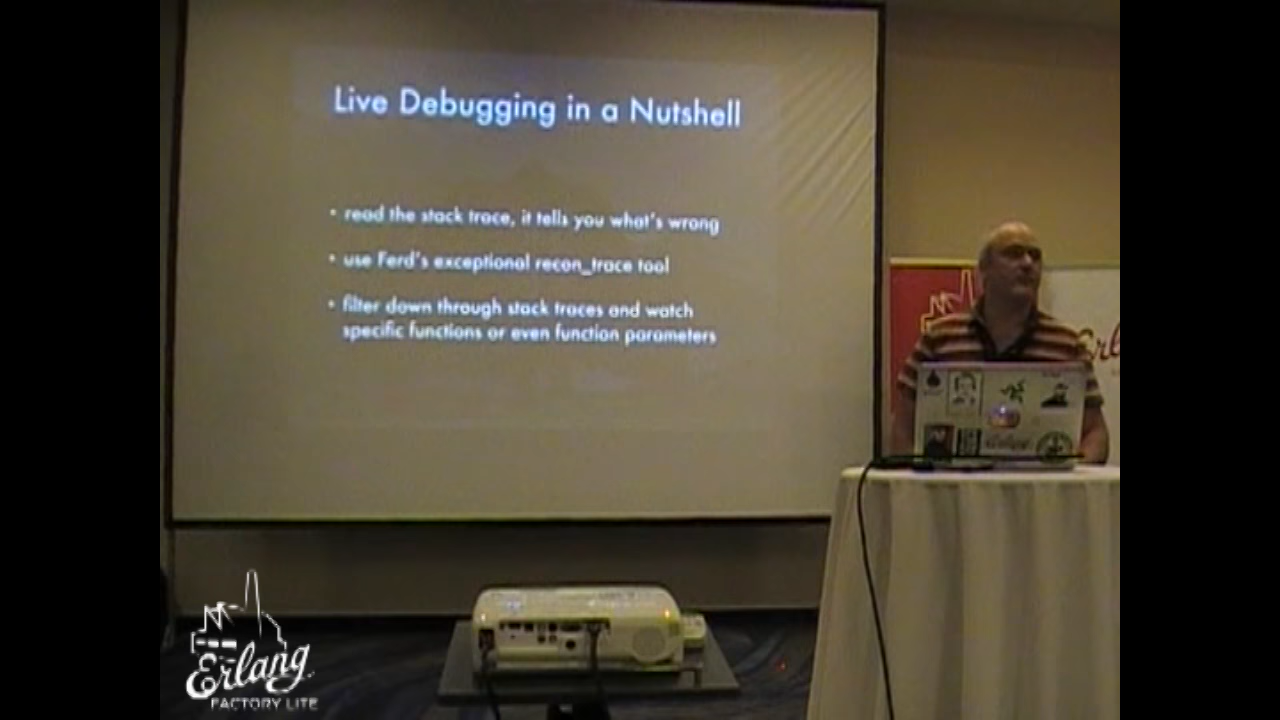 Live Debugging in a Nutshell
• read the stack trace, it tells you what's wrong
• use Ferd's exceptional recon_trace tool
• filter down through stack traces and watch
specific functions or even function parameters
Erlang
FACTORY LITE